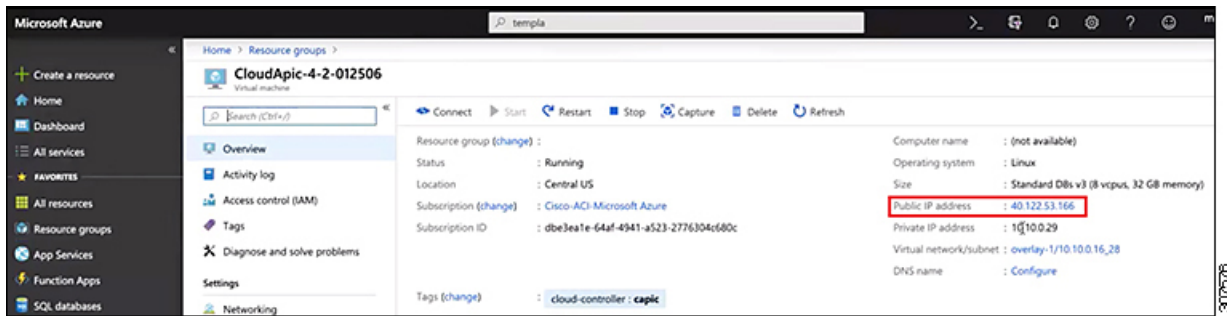 Microsoft Azure
templa
Home > Resource groups >
CloudApic-4-2-012506
Virtual machine
Create a resource
Home
Dashboard
All services
FAVORITES
All resources
Resource groups
App Services
Function Apps
SQL databases
Search (Ctrl+/)
Overview
Activity log
Access control (IAM)
Tags
Diagnose and solve problems
Settings
Networking
Connect Start Restart Stop Capture Delete Refresh
Resource group (change) :
Status : Running
Location : Central US
Subscription (change) : Cisco-ACI-Microsoft Azure
Subscription ID : dbe3ea1e-64af-4941-a523-2776304c680c
Computer name : (not available)
Operating system : Linux
Size : Standard D8s v3 (8 vcpus, 32 GB memory)
Public IP address : 40.122.53.166
Private IP address : 10.10.0.29
Virtual network/subnet : overlay-1/10.10.0.16_28
DNS name : Configure
Tags (change) : cloud-controller : capic